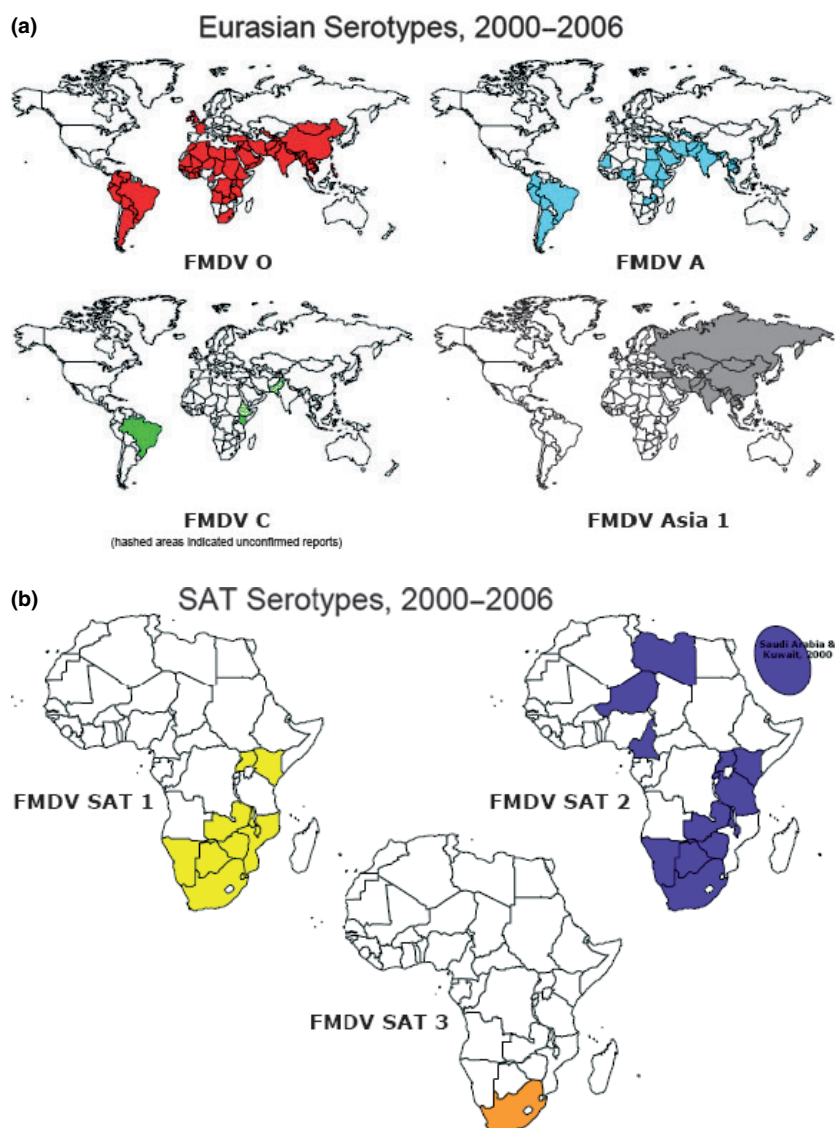 (a)
Eurasian Serotypes, 2000–2006
FMDV O
FMDV A
FMDV C
(hashed areas indicated unconfirmed reports)
FMDV Asia 1
(b)
SAT Serotypes, 2000–2006
Saudi Arabia &
Kuwait, 2000
FMDV SAT 1
FMDV SAT 2
FMDV SAT 3